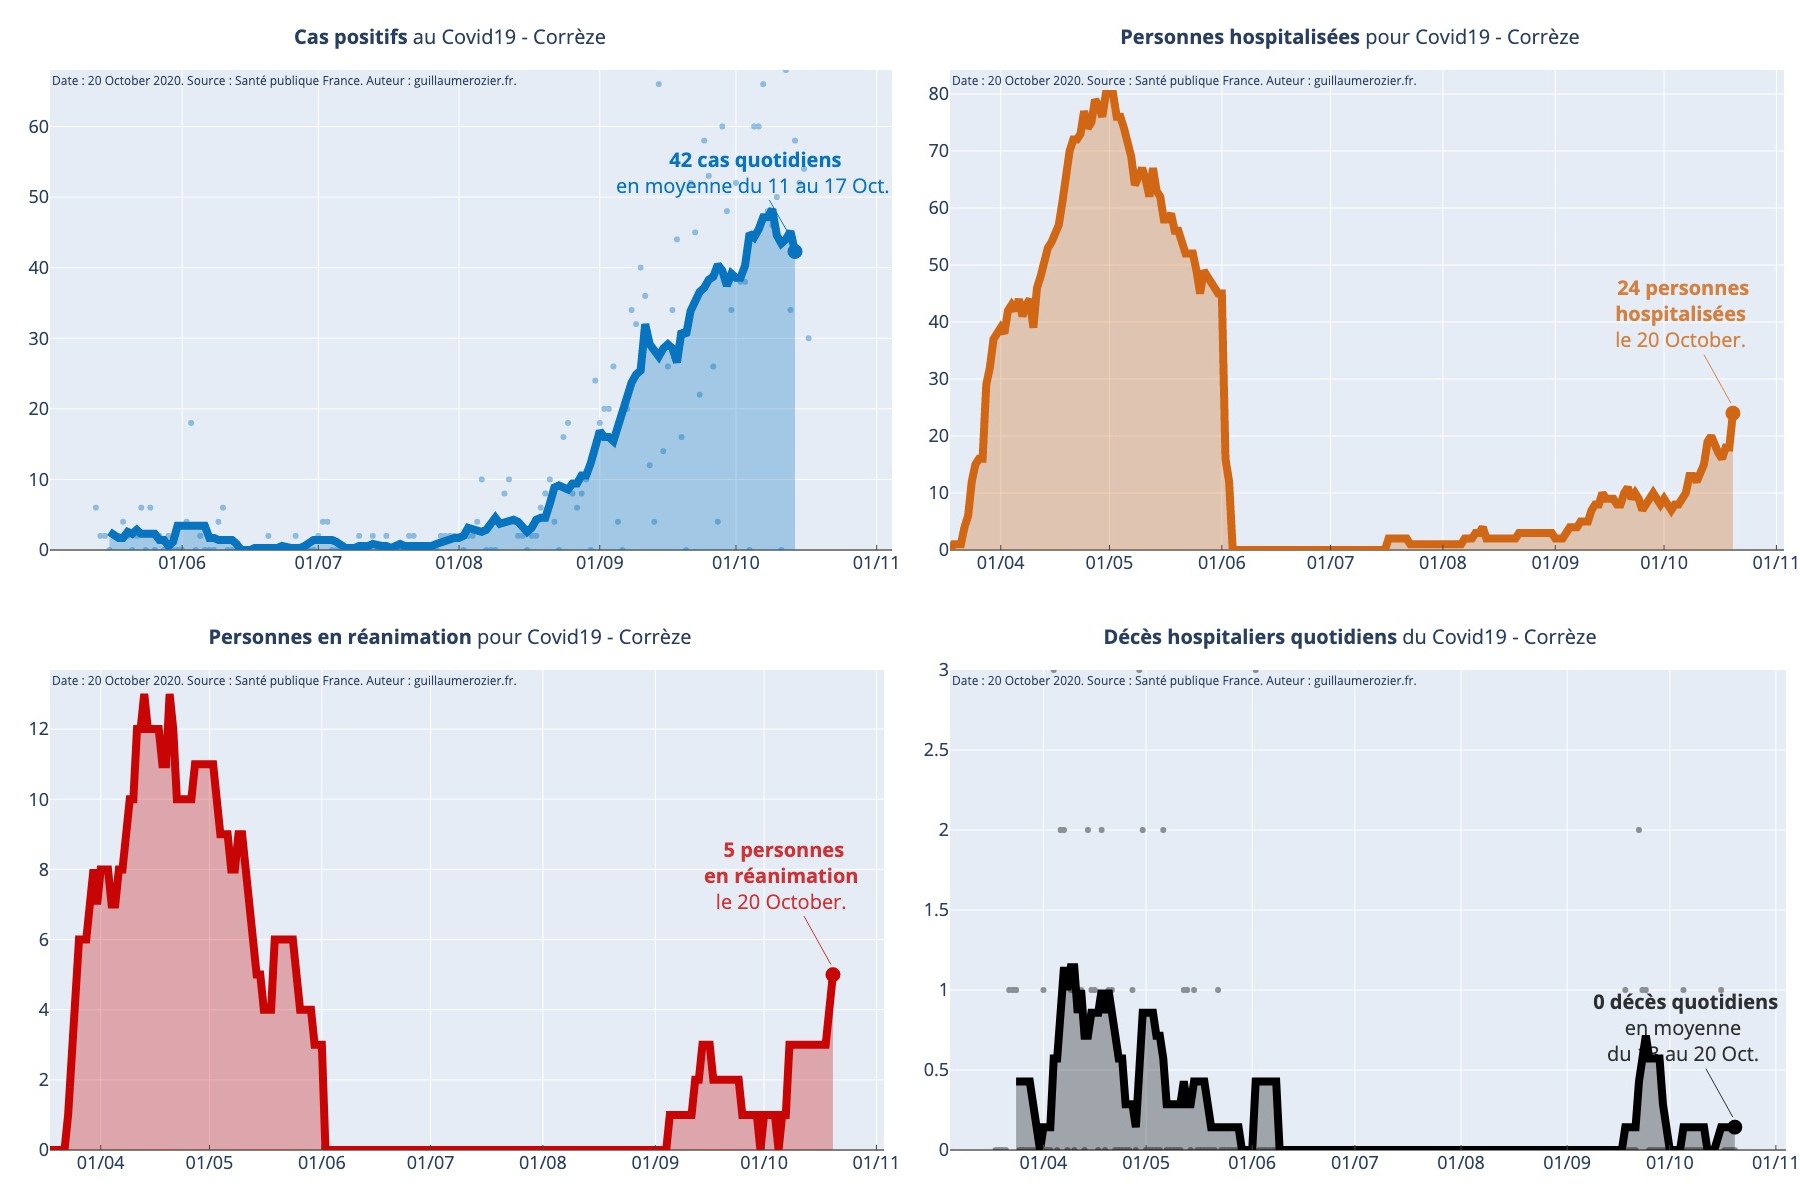 Cas positifs au Covid19 - Corrèze
Date : 20 October 2020. Source : Santé publique France. Auteur : guillaumerozier.fr.
60
50
40
30
20
10
0
42 cas quotidiens
en moyenne du 11 au 17 Oct.
01/06 01/07 01/08 01/09 01/10 01/11
Personnes hospitalisées pour Covid19 - Corrèze
Date : 20 October 2020. Source : Santé publique France. Auteur : guillaumerozier.fr.
80
70
60
50
40
30
20
10
0
24 personnes
hospitalisées
le 20 October.
01/04 01/05 01/06 01/07 01/08 01/09 01/10 01/11
Personnes en réanimation pour Covid19 - Corrèze
Date : 20 October 2020. Source : Santé publique France. Auteur : guillaumerozier.fr.
12
10
8
6
4
2
0
5 personnes
en réanimation
le 20 October.
01/04 01/05 01/06 01/07 01/08 01/09 01/10 01/11
Décès hospitaliers quotidiens du Covid19 - Corrèze
Date : 20 October 2020. Source : Santé publique France. Auteur : guillaumerozier.fr.
3
2.5
2
1.5
1
0.5
0
0 décès quotidiens
en moyenne
du au 20 Oct.
01/04 01/05 01/06 01/07 01/08 01/09 01/10 01/11